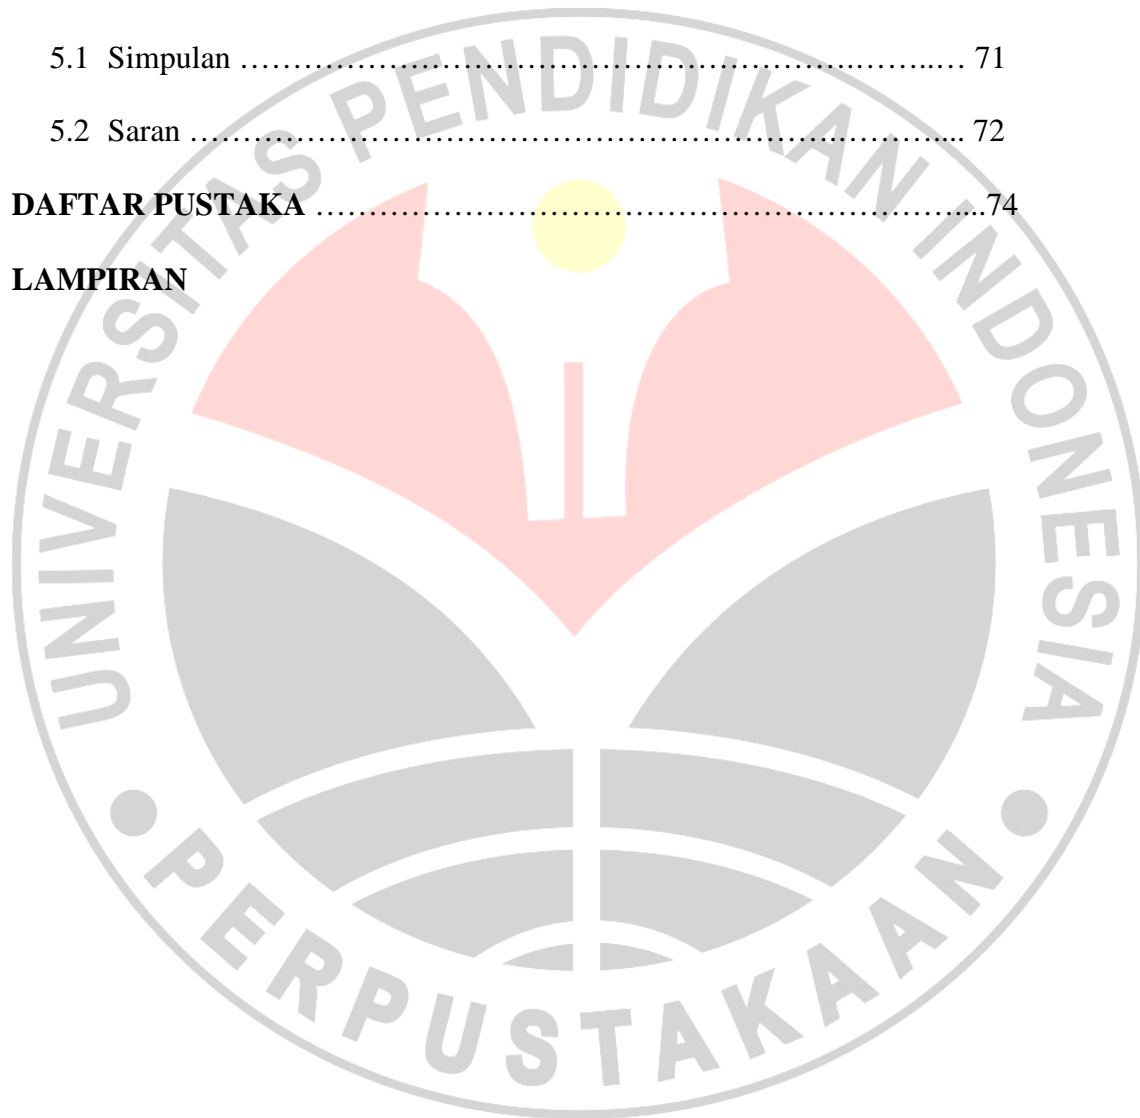 5.1 Simpulan ……………………………………………………..……..… 71
5.2 Saran ……………………………………………………………….... 72
DAFTAR PUSTAKA ………………………………………………………....74
LAMPIRAN
UNIVERSITAS PENDIDIKAN INDONESIA
PERPUSTAKAAN